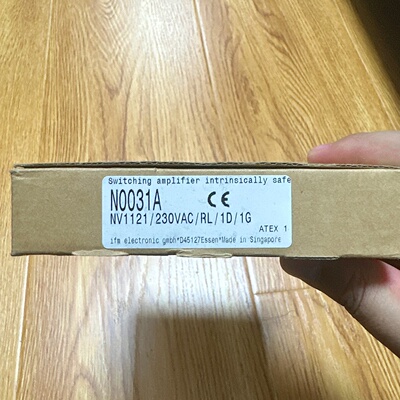 Switching amplifier intrinsically safe
N0031A CE
NV1121/230VAC/RL/1D/1G
ATEX 1
ifm electronic gmbh*D45127Essen*Made in Singapore